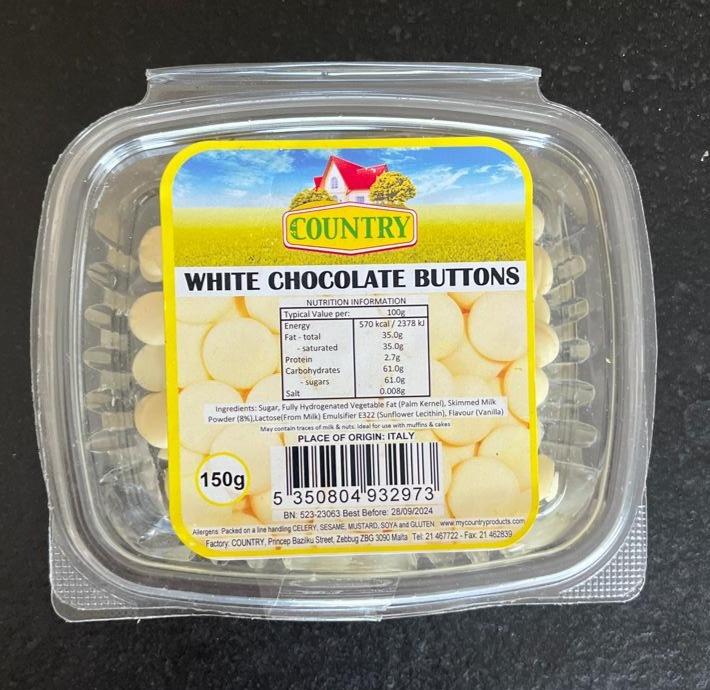 COUNTRY
WHITE CHOCOLATE BUTTONS
NUTRITION INFORMATION
Typical Value per: 100g
Energy 570 kcal / 2378 kJ
Fat - total 35.0g
- saturated 35.0g
Protein 2.7g
Carbohydrates 61.0g
- sugars 61.0g
Salt 0.008g
Ingredients: Sugar, Fully Hydrogenated Vegetable Fat (Palm Kernel), Skimmed Milk
Powder (8%),Lactose(From Milk) Emulsifier E322 (Sunflower Lecithin), Flavour (Vanilla)
May contain traces of milk & nuts. Ideal for use with muffins & cakes
PLACE OF ORIGIN: ITALY
150g
5 350804 932973
BN: 523-23063 Best Before: 28/09/2024
Allergens: Packed on a line handling CELERY, SESAME, MUSTARD, SOYA and GLUTEN www.mycountryproducts.com
Factory: COUNTRY, Princep Bazilku Street, Zebbug ZBG 3090 Malta Tel: 21 467722 - Fax: 21 462839